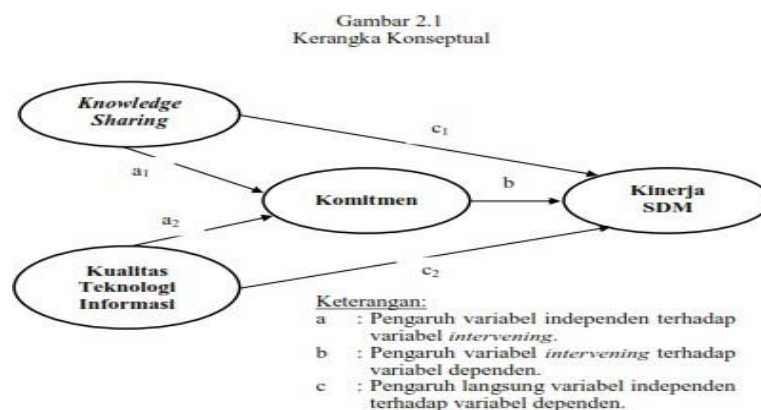 Gambar 2.1
Kerangka Konseptual
Knowledge
Sharing
c1
a1
Komitmen
b
Kinerja
SDM
a2
Kualitas
Teknologi
Informasi
c2
Keterangan:
a : Pengaruh variabel independen terhadap
variabel intervening.
b : Pengaruh variabel intervening terhadap
variabel dependen.
c : Pengaruh langsung variabel independen
terhadap variabel dependen.